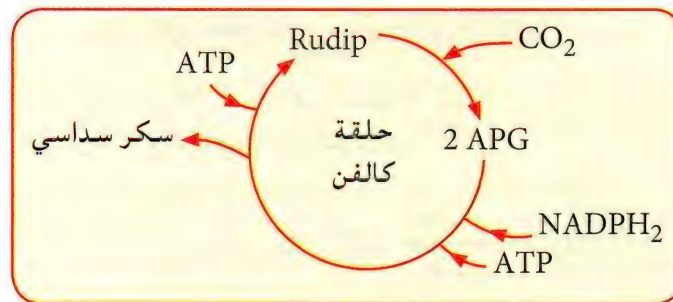 Rudip
CO₂
ATP
سكر سداسي
حلقة
كالفن
2 APG
NADPH₂
ATP